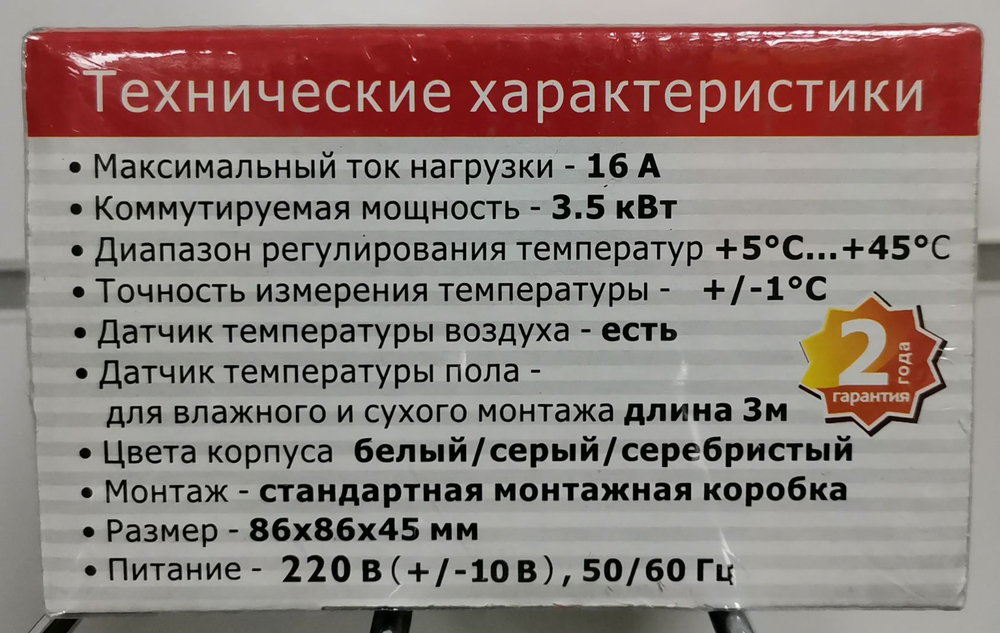 Технические характеристики
• Максимальный ток нагрузки - 16 А
• Коммутируемая мощность - 3.5 кВт
• Диапазон регулирования температур +5°С...+45°С
• Точность измерения температуры - +/-1°С
• Датчик температуры воздуха - есть
• Датчик температуры пола -
для влажного и сухого монтажа длина 3м
• Цвета корпуса белый/серый/серебристый
• Монтаж - стандартная монтажная коробка
• Размер - 86х86х45 мм
• Питание - 220 В (+/-10 В), 50/60 Гц
2 года
гарантия